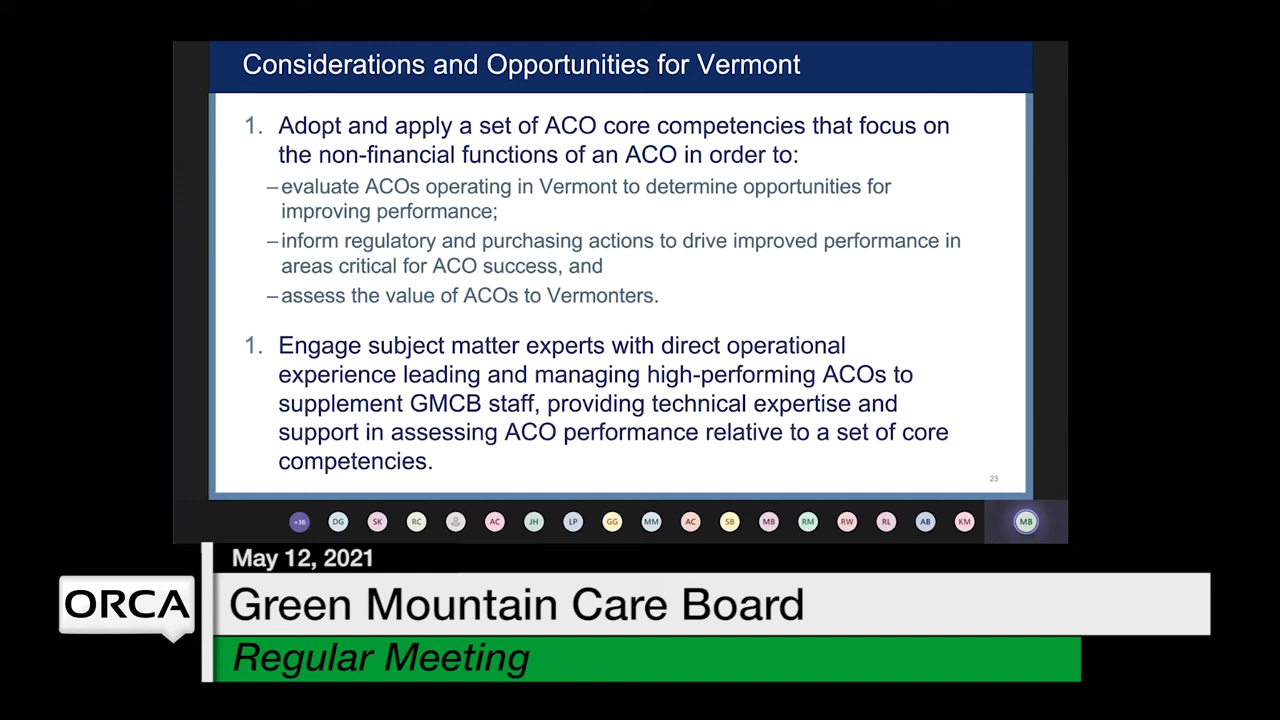 Considerations and Opportunities for Vermont
1. Adopt and apply a set of ACO core competencies that focus on
the non-financial functions of an ACO in order to:
–evaluate ACOs operating in Vermont to determine opportunities for
improving performance;
–inform regulatory and purchasing actions to drive improved performance in
areas critical for ACO success, and
–assess the value of ACOs to Vermonters.
1. Engage subject matter experts with direct operational
experience leading and managing high-performing ACOs to
supplement GMCB staff, providing technical expertise and
support in assessing ACO performance relative to a set of core
competencies.
23
+36 DG SK RC AC JH LP GG MM AC SB MB RM RW RL AB KM MB
May 12, 2021
ORCA
Green Mountain Care Board
Regular Meeting